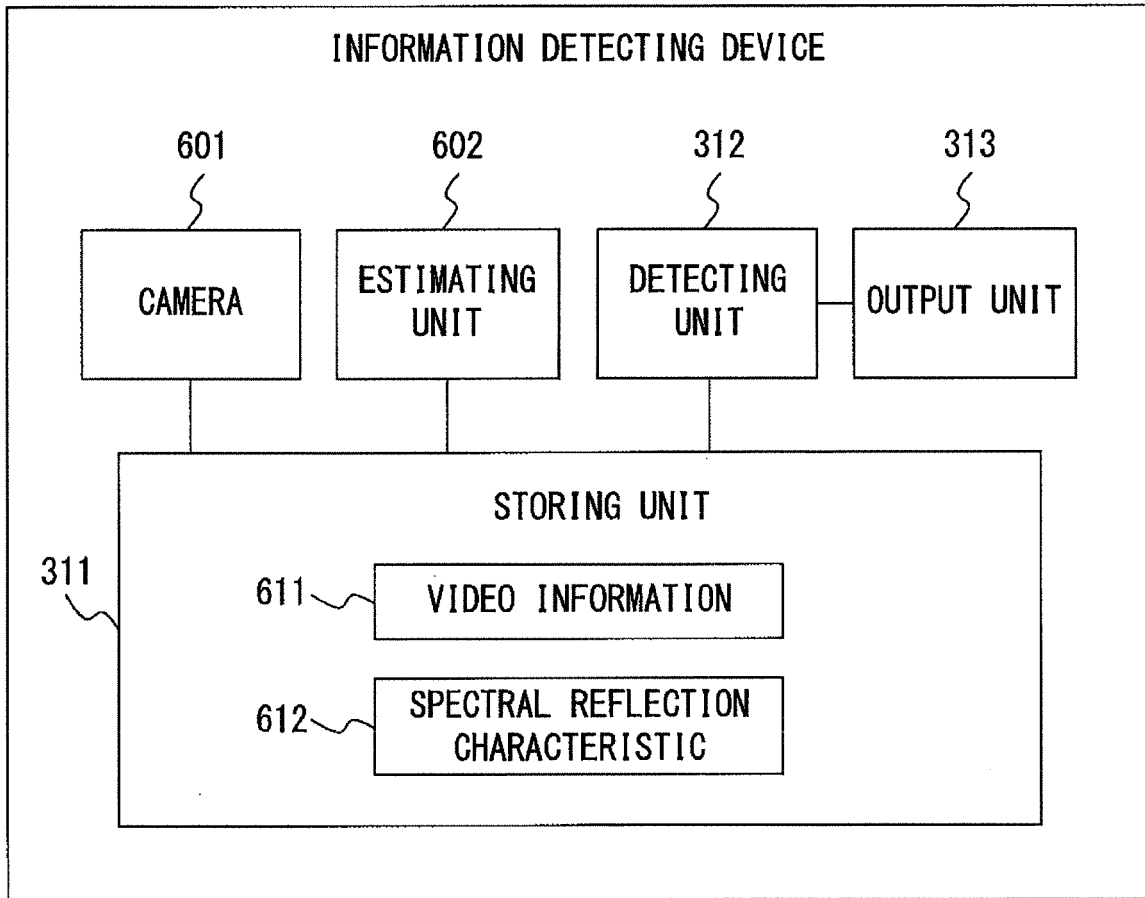 INFORMATION DETECTING DEVICE
601
602
312
313
CAMERA
ESTIMATING
UNIT
DETECTING
UNIT
OUTPUT UNIT
STORING UNIT
311
611
VIDEO INFORMATION
612
SPECTRAL REFLECTION
CHARACTERISTIC